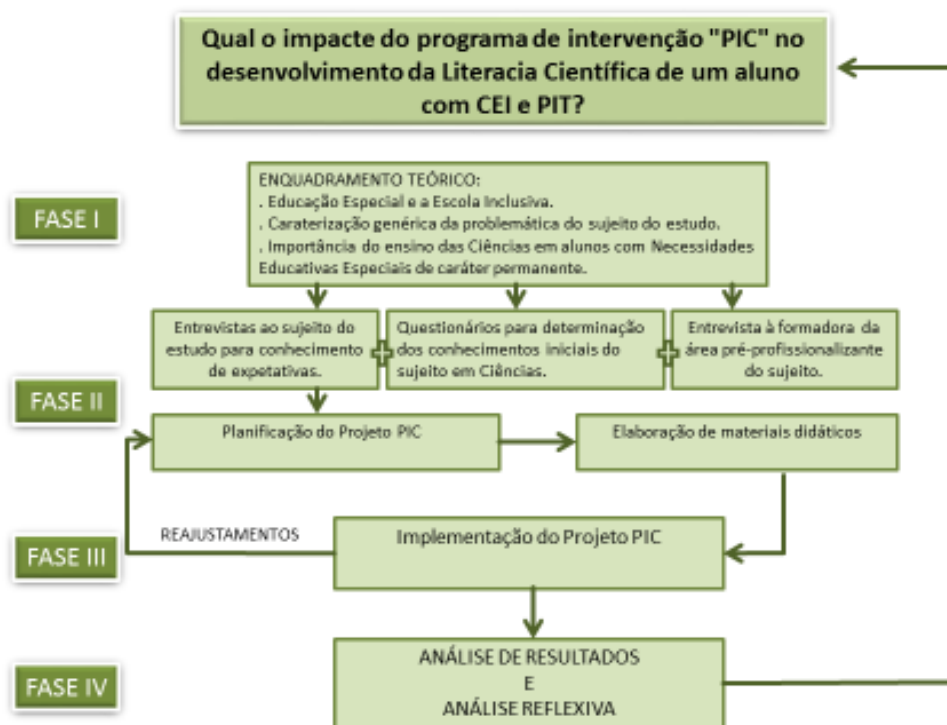 Qual o impacte do programa de intervenção "PIC" no
desenvolvimento da Literacia Científica de um aluno
com CEI e PIT?
FASE I
ENQUADRAMENTO TEÓRICO:
. Educação Especial e a Escola Inclusiva.
. Caraterização genérica da problemática do sujeito do estudo.
. Importância do ensino das Ciências em alunos com Necessidades
Educativas Especiais de caráter permanente.
Entrevistas ao sujeito do
estudo para conhecimento
de expetativas.
Questionários para determinação
dos conhecimentos iniciais do
sujeito em Ciências.
Entrevista à formadora da
área pré-profissionalizante
do sujeito.
FASE II
Planificação do Projeto PIC
Elaboração de materiais didáticos
REAJUSTAMENTOS
FASE III
Implementação do Projeto PIC
FASE IV
ANÁLISE DE RESULTADOS
E
ANÁLISE REFLEXIVA